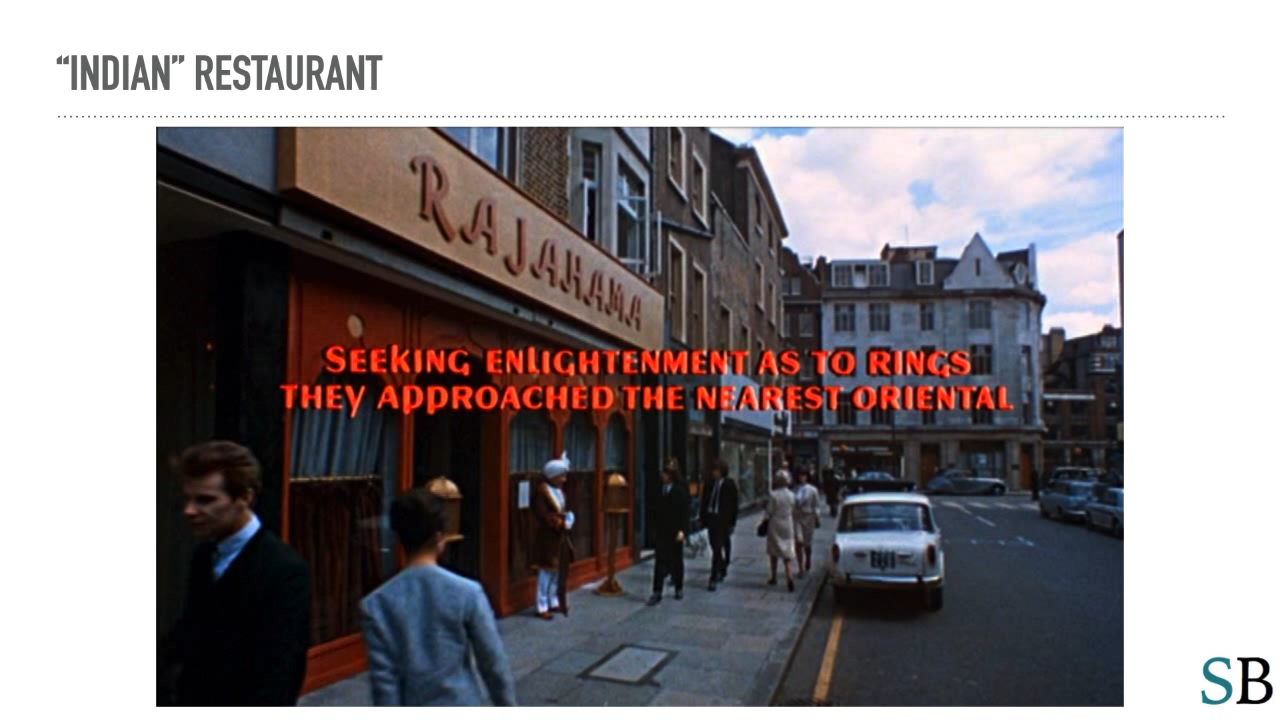 “INDIAN” RESTAURANT
RAJAHAMA
SEEKING ENLIGHTENMENT AS TO RINGS
THEY APPROACHED THE NEAREST ORIENTAL
SB